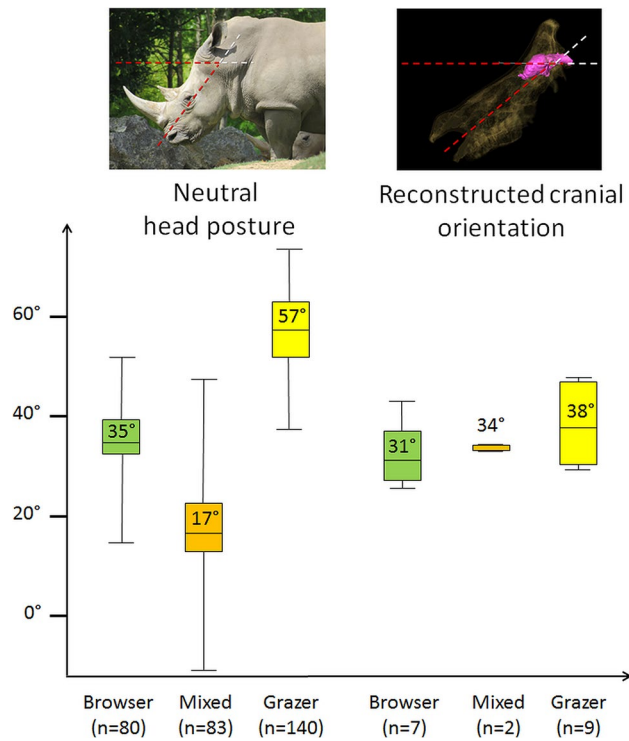 Neutral
head posture
Reconstructed cranial
orientation
60°
40°
20°
0°
35°
17°
57°
31°
34°
38°
Browser
(n=80)
Mixed
(n=83)
Grazer
(n=140)
Browser
(n=7)
Mixed
(n=2)
Grazer
(n=9)